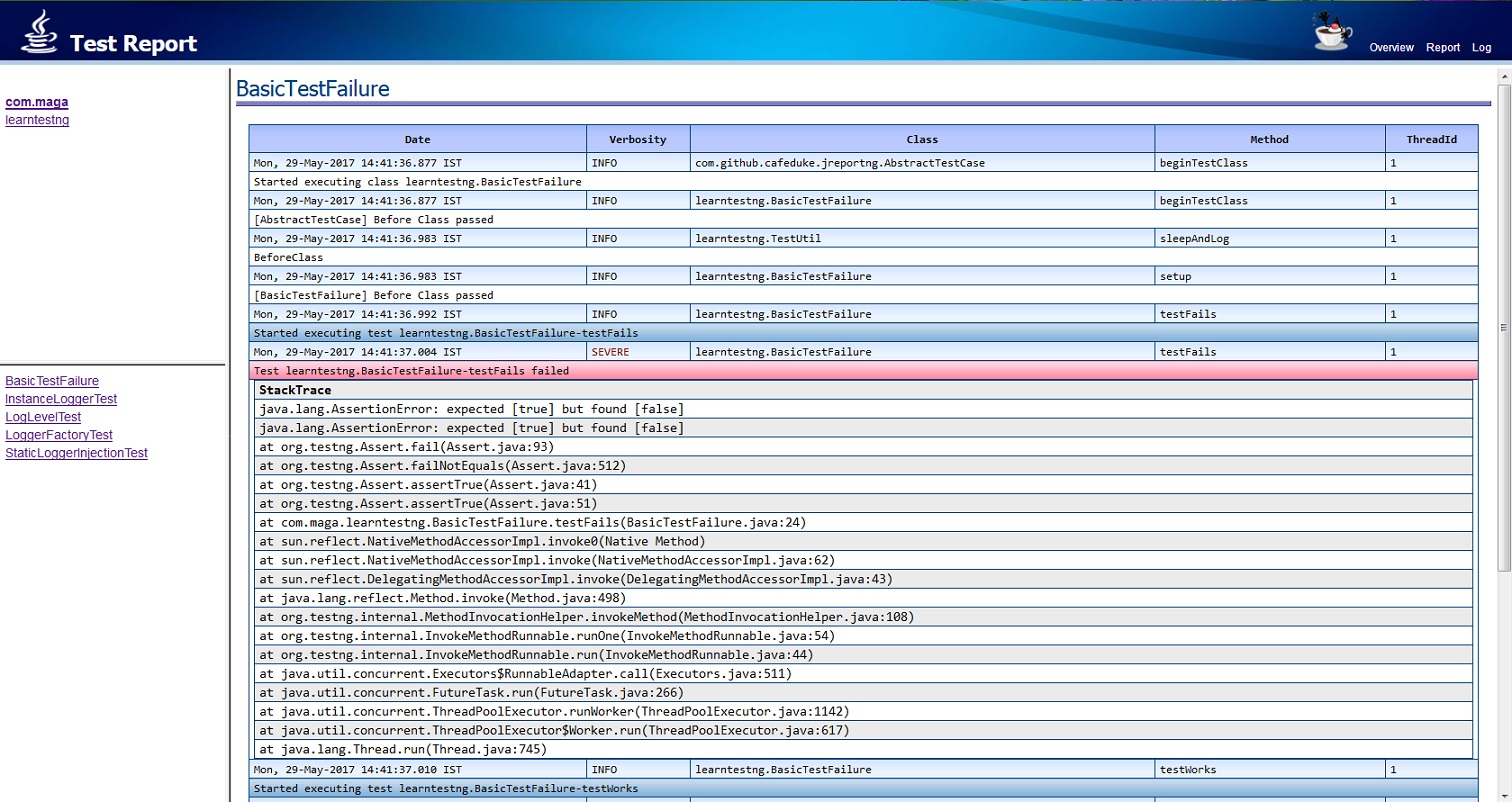 Test Report
Overview Report Log
com.maga
learntestng
BasicTestFailure
InstanceLoggerTest
LogLevelTest
LoggerFactoryTest
StaticLoggerInjectionTest
BasicTestFailure
Date Verbosity Class Method ThreadId
Mon, 29-May-2017 14:41:36.877 IST INFO com.github.cafeduke.jreportng.AbstractTestCase beginTestClass 1
Started executing class learntestng.BasicTestFailure
Mon, 29-May-2017 14:41:36.877 IST INFO learntestng.BasicTestFailure beginTestClass 1
[AbstractTestCase] Before Class passed
Mon, 29-May-2017 14:41:36.983 IST INFO learntestng.TestUtil sleepAndLog 1
BeforeClass
Mon, 29-May-2017 14:41:36.983 IST INFO learntestng.BasicTestFailure setup 1
[BasicTestFailure] Before Class passed
Mon, 29-May-2017 14:41:36.992 IST INFO learntestng.BasicTestFailure testFails 1
Started executing test learntestng.BasicTestFailure-testFails
Mon, 29-May-2017 14:41:37.004 IST SEVERE learntestng.BasicTestFailure testFails 1
Test learntestng.BasicTestFailure-testFails failed
StackTrace
java.lang.AssertionError: expected [true] but found [false]
java.lang.AssertionError: expected [true] but found [false]
at org.testng.Assert.fail(Assert.java:93)
at org.testng.Assert.failNotEquals(Assert.java:512)
at org.testng.Assert.assertTrue(Assert.java:41)
at org.testng.Assert.assertTrue(Assert.java:51)
at com.maga.learntestng.BasicTestFailure.testFails(BasicTestFailure.java:24)
at sun.reflect.NativeMethodAccessorImpl.invoke0(Native Method)
at sun.reflect.NativeMethodAccessorImpl.invoke(NativeMethodAccessorImpl.java:62)
at sun.reflect.DelegatingMethodAccessorImpl.invoke(DelegatingMethodAccessorImpl.java:43)
at java.lang.reflect.Method.invoke(Method.java:498)
at org.testng.internal.MethodInvocationHelper.invokeMethod(MethodInvocationHelper.java:108)
at org.testng.internal.InvokeMethodRunnable.runOne(InvokeMethodRunnable.java:54)
at org.testng.internal.InvokeMethodRunnable.run(InvokeMethodRunnable.java:44)
at java.util.concurrent.Executors$RunnableAdapter.call(Executors.java:511)
at java.util.concurrent.FutureTask.run(FutureTask.java:266)
at java.util.concurrent.ThreadPoolExecutor.runWorker(ThreadPoolExecutor.java:1142)
at java.util.concurrent.ThreadPoolExecutor$Worker.run(ThreadPoolExecutor.java:617)
at java.lang.Thread.run(Thread.java:745)
Mon, 29-May-2017 14:41:37.010 IST INFO learntestng.BasicTestFailure testWorks 1
Started executing test learntestng.BasicTestFailure-testWorks